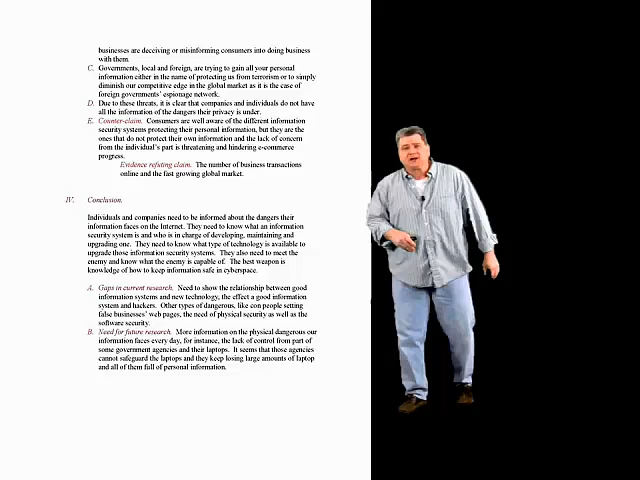 businesses are deceiving or misinforming consumers into doing business
with them.
C. Governments, local and foreign, are trying to gain all your personal
information either in the name of protecting us from terrorism or to simply
diminish our competitive edge in the global market as it is the case of
foreign governments' espionage network.
D. Due to these threats, it is clear that companies and individuals do not have
all the information of the dangers their privacy is under.
E. Counter-claim. Consumers are well aware of the different information
security systems protecting their personal information, but they are the
ones that do not protect their own information and the lack of concern
from the individual's part is threatening and hindering e-commerce
progress.
Evidence refuting claim. The number of business transactions
online and the fast growing global market.
IV. Conclusion.
Individuals and companies need to be informed about the dangers their
information faces on the Internet. They need to know what an information
security system is and who is in charge of developing, maintaining and
upgrading one. They need to know what type of technology is available to
upgrade those information security systems. They also need to meet the
enemy and know what the enemy is capable of. The best weapon is
knowledge of how to keep information safe in cyberspace.
A. Gaps in current research. Need to show the relationship between good
information systems and new technology, the effect a good information
system and hackers. Other types of dangerous, like con people setting
false businesses' web pages, the need of physical security as well as the
software security.
B. Need for future research. More information on the physical dangerous our
information faces every day, for instance, the lack of control from part of
some government agencies and their laptops. It seems that those agencies
cannot safeguard the laptops and they keep losing large amounts of laptop
and all of them full of personal information.